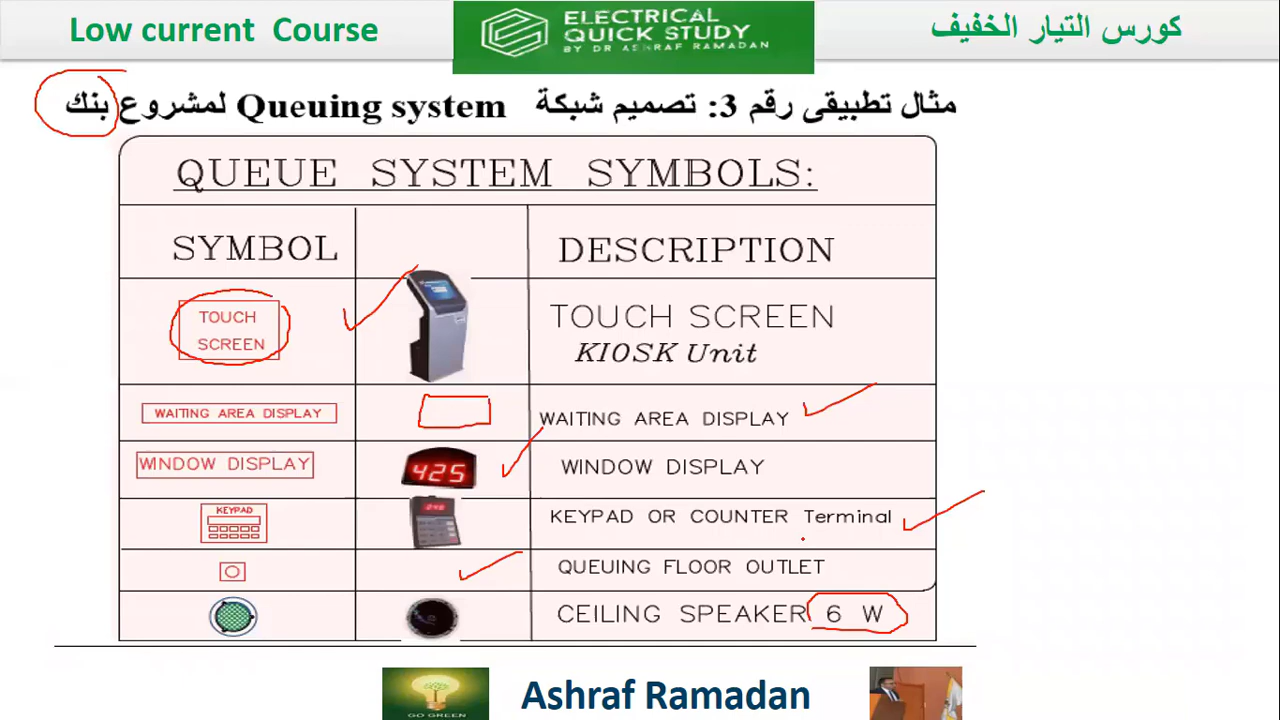 Low current Course
ELECTRICAL
QUICK STUDY
BY DR ASHRAF RAMADAN
كورس التيار الخفيف
مثال تطبيقى رقم 3: تصميم شبكة Queuing system لمشروع بنك
QUEUE SYSTEM SYMBOLS:
SYMBOL
DESCRIPTION
TOUCH
SCREEN
TOUCH SCREEN
KIOSK Unit
WAITING AREA DISPLAY
WAITING AREA DISPLAY
WINDOW DISPLAY
425
WINDOW DISPLAY
KEYPAD
KEYPAD OR COUNTER Terminal
QUEUING FLOOR OUTLET
CEILING SPEAKER 6 W
GO GREEN
Ashraf Ramadan